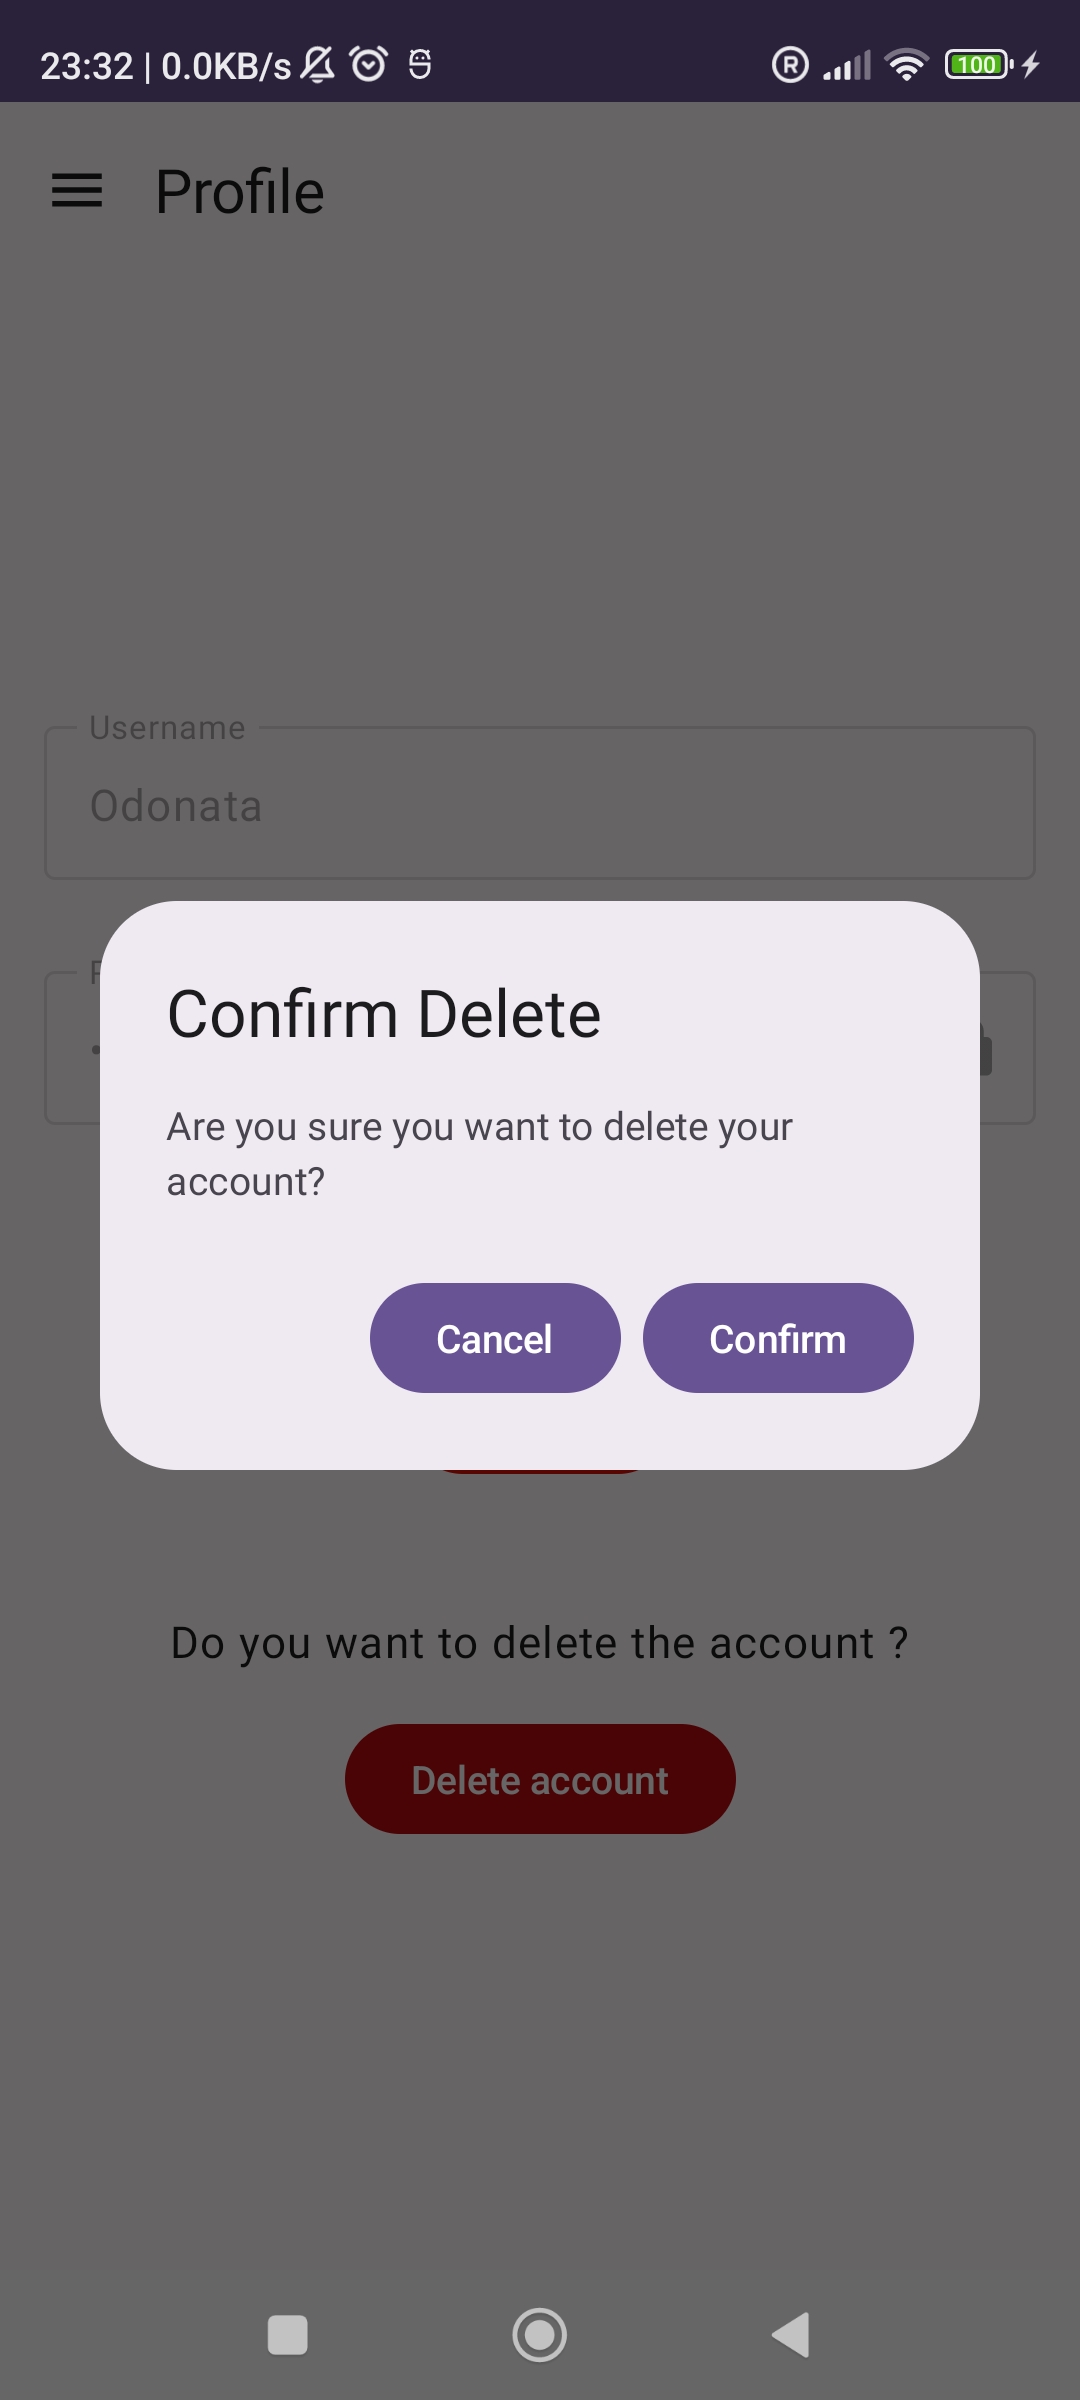 23:32 | 0.0KB/s
100
Profile
Username
Odonata
Confirm Delete
Are you sure you want to delete your
account?
Cancel
Confirm
Do you want to delete the account ?
Delete account